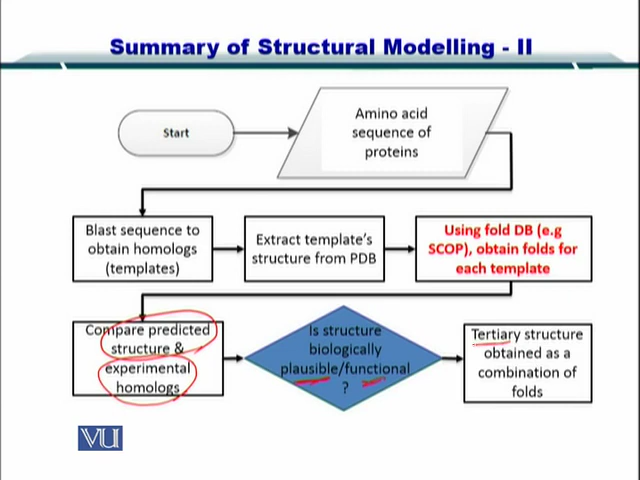 Summary of Structural Modelling - II
Start
Amino acid
sequence of
proteins
Blast sequence to
obtain homologs
(templates)
Extract template's
structure from PDB
Using fold DB (e.g
SCOP), obtain folds for
each template
Compare predicted
structure &
experimental
homologs
Is structure
biologically
plausible/functional
?
Tertiary structure
obtained as a
combination of
folds
VU